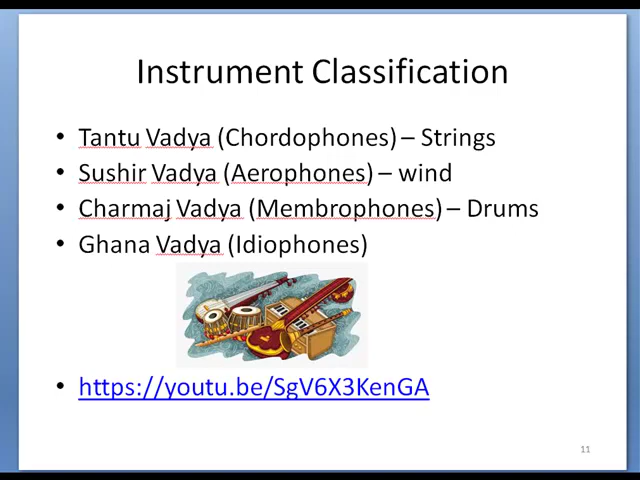 Instrument Classification
• Tantu Vadya (Chordophones) – Strings
• Sushir Vadya (Aerophones) – wind
• Charmaj Vadya (Membrophones) – Drums
• Ghana Vadya (Idiophones)
• https://youtu.be/SgV6X3KenGA
11